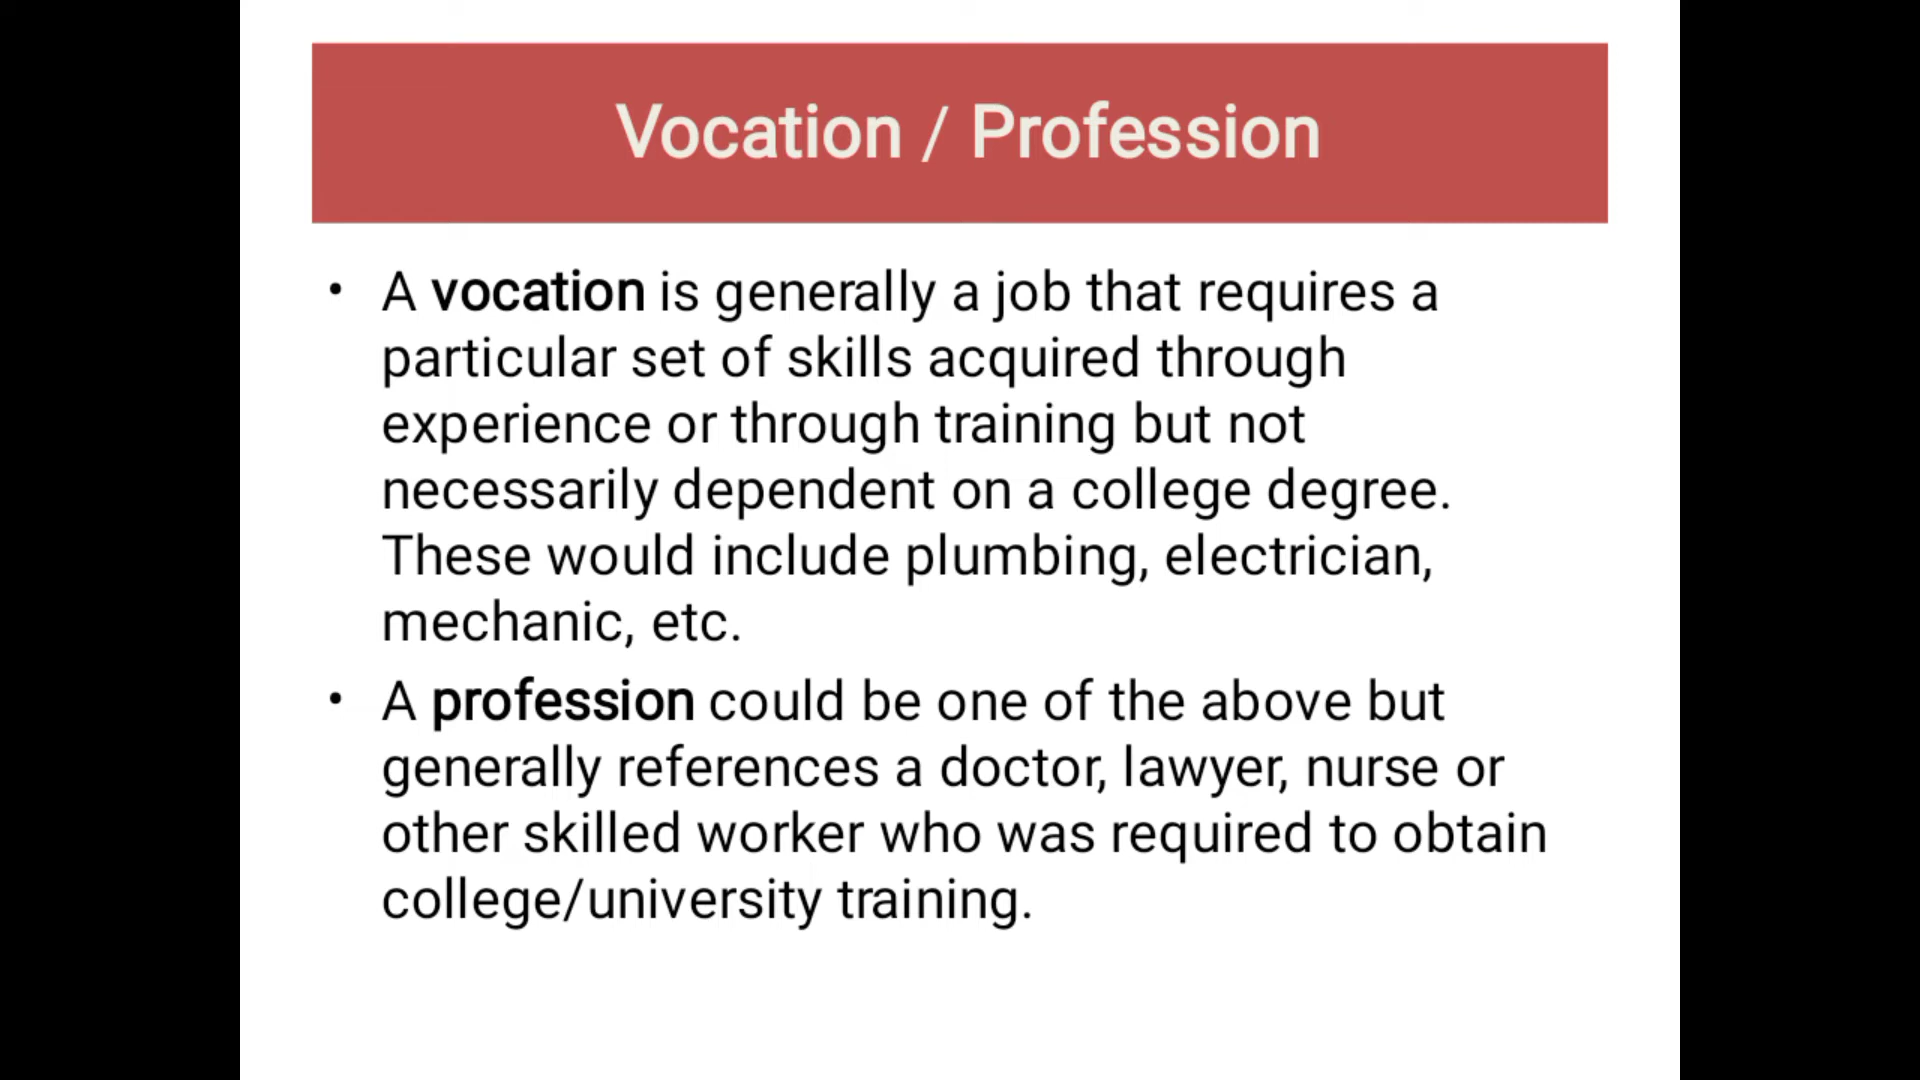 Vocation / Profession
• A vocation is generally a job that requires a
particular set of skills acquired through
experience or through training but not
necessarily dependent on a college degree.
These would include plumbing, electrician,
mechanic, etc.
• A profession could be one of the above but
generally references a doctor, lawyer, nurse or
other skilled worker who was required to obtain
college/university training.